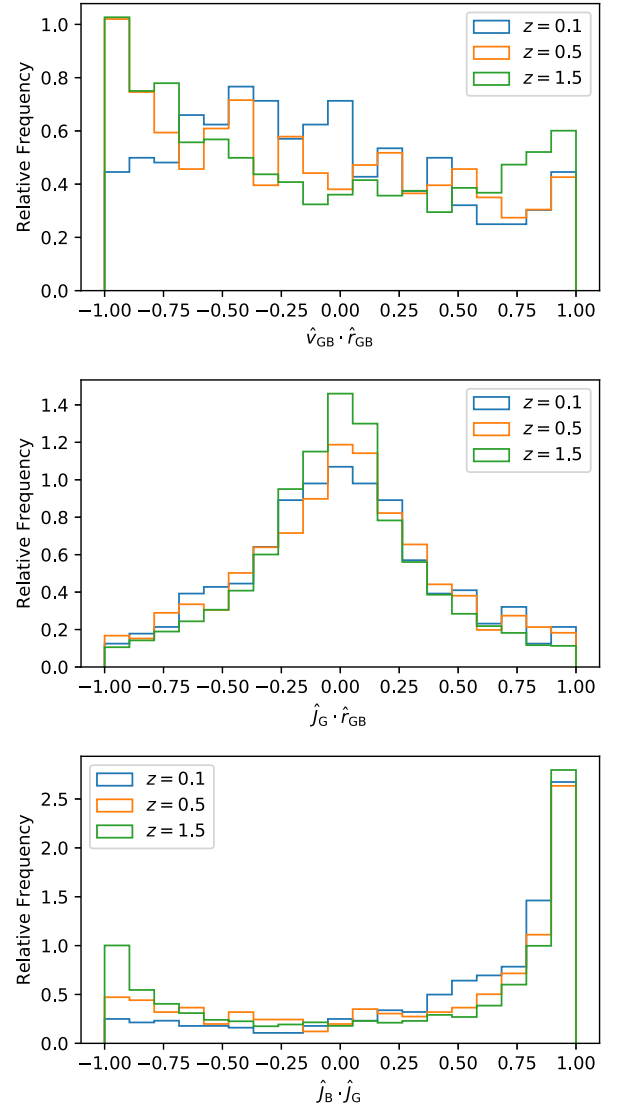 1.0
0.8
0.6
0.4
0.2
0.0
Relative Frequency
z = 0.1
z = 0.5
z = 1.5
−1.00 −0.75 −0.50 −0.25 0.00 0.25 0.50 0.75 1.00
v̂GB · r̂GB
1.4
1.2
1.0
0.8
0.6
0.4
0.2
0.0
Relative Frequency
z = 0.1
z = 0.5
z = 1.5
−1.00 −0.75 −0.50 −0.25 0.00 0.25 0.50 0.75 1.00
ĵG · r̂GB
2.5
2.0
1.5
1.0
0.5
0.0
Relative Frequency
z = 0.1
z = 0.5
z = 1.5
−1.00 −0.75 −0.50 −0.25 0.00 0.25 0.50 0.75 1.00
ĵB · ĵG